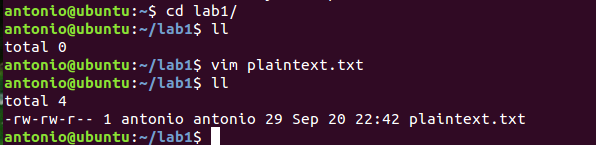 antonio@ubuntu:~$ cd lab1/
antonio@ubuntu:~/lab1$ ll
total 0
antonio@ubuntu:~/lab1$ vim plaintext.txt
antonio@ubuntu:~/lab1$ ll
total 4
-rw-rw-r-- 1 antonio antonio 29 Sep 20 22:42 plaintext.txt
antonio@ubuntu:~/lab1$